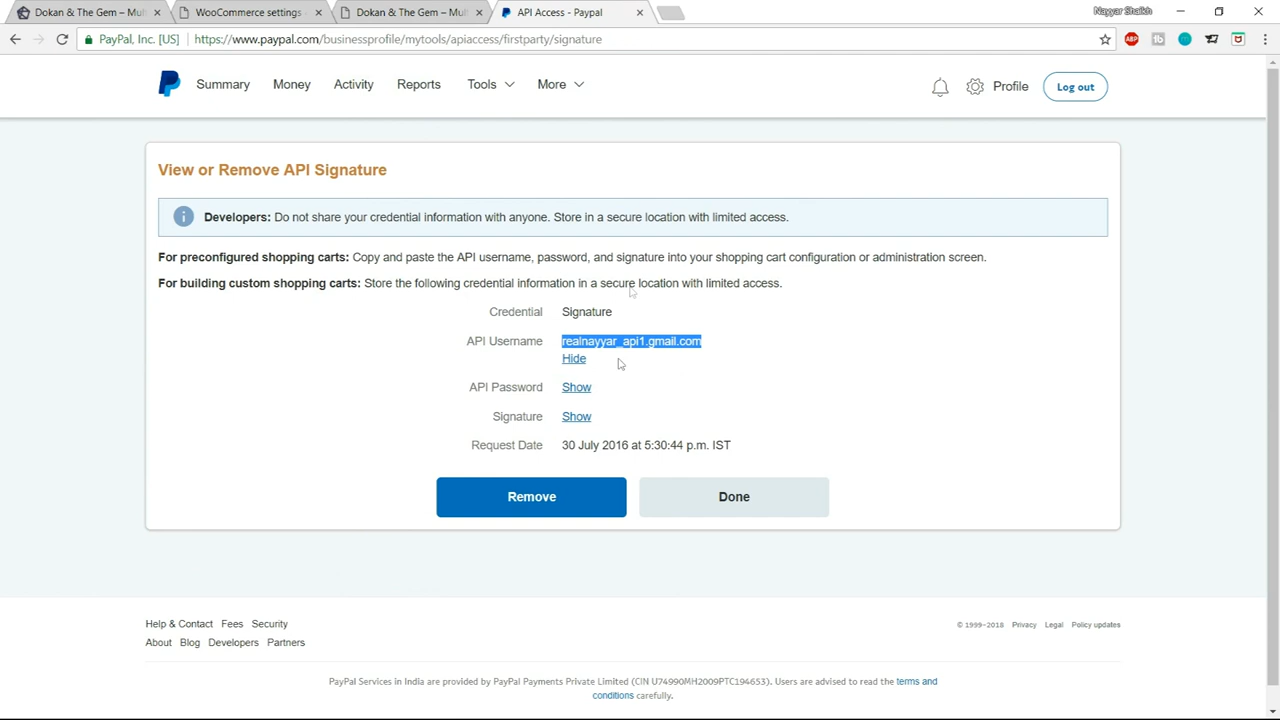 Dokan & The Gem – Mul
WooCommerce settings
Dokan & The Gem – Mul
API Access - Paypal
Nayyar Shaikh
PayPal, Inc. [US]
https://www.paypal.com/businessprofile/mytools/apiaccess/firstparty/signature
ABP
Summary
Money
Activity
Reports
Tools
More
Profile
Log out
View or Remove API Signature
Developers: Do not share your credential information with anyone. Store in a secure location with limited access.
For preconfigured shopping carts: Copy and paste the API username, password, and signature into your shopping cart configuration or administration screen.
For building custom shopping carts: Store the following credential information in a secure location with limited access.
Credential Signature
API Username realnayyar_api1.gmail.com
Hide
API Password Show
Signature Show
Request Date 30 July 2016 at 5:30:44 p.m. IST
Remove
Done
Help & Contact Fees Security
© 1999–2018 Privacy Legal Policy updates
About Blog Developers Partners
PayPal Services in India are provided by PayPal Payments Private Limited (CIN U74990MH2009PTC194653). Users are advised to read the terms and
conditions carefully.